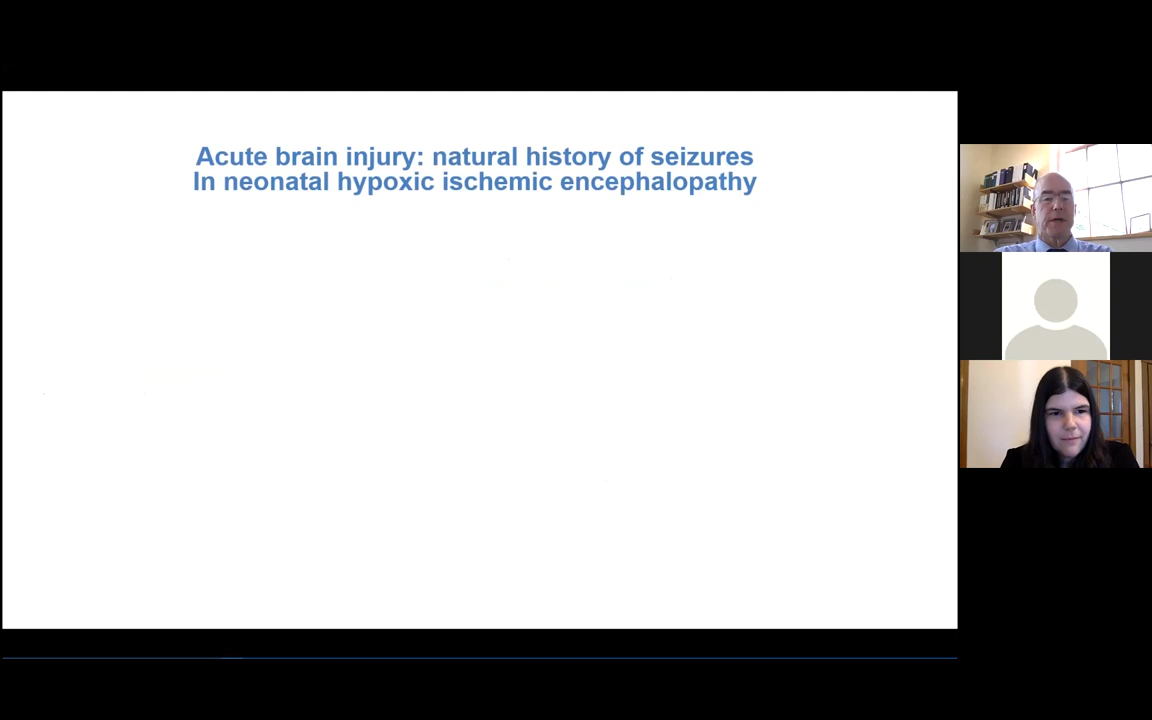 Acute brain injury: natural history of seizures
In neonatal hypoxic ischemic encephalopathy